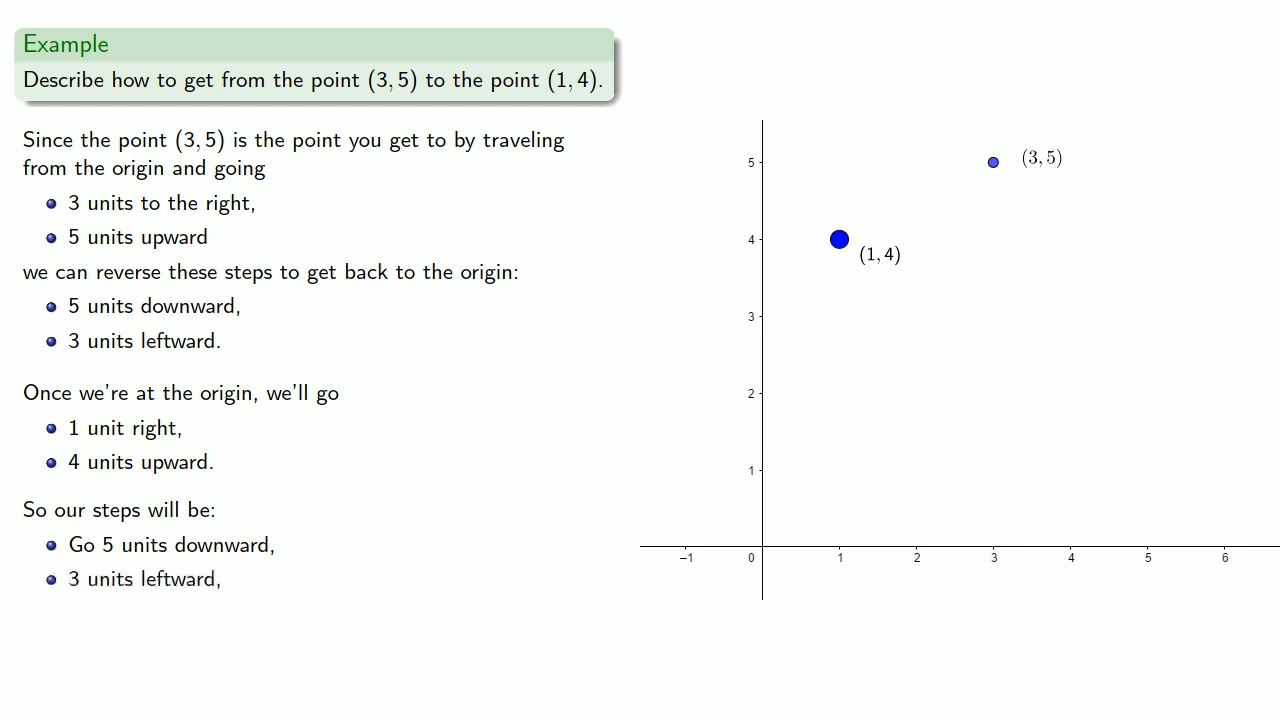 Example
Describe how to get from the point (3, 5) to the point (1, 4).
Since the point (3, 5) is the point you get to by traveling
from the origin and going
3 units to the right,
5 units upward
we can reverse these steps to get back to the origin:
5 units downward,
3 units leftward.
Once we're at the origin, we'll go
1 unit right,
4 units upward.
So our steps will be:
Go 5 units downward,
3 units leftward,
5
(3, 5)
4
(1, 4)
3
2
1
−1 0 1 2 3 4 5 6